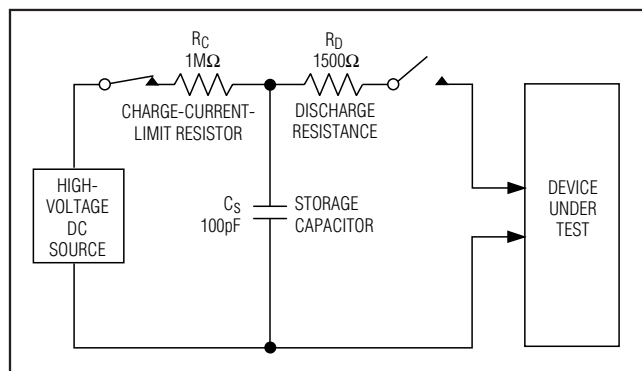 R_C
1MΩ
CHARGE-CURRENT-
LIMIT RESISTOR
R_D
1500Ω
DISCHARGE
RESISTANCE
HIGH-
VOLTAGE
DC
SOURCE
C_S
100pF
STORAGE
CAPACITOR
DEVICE
UNDER
TEST